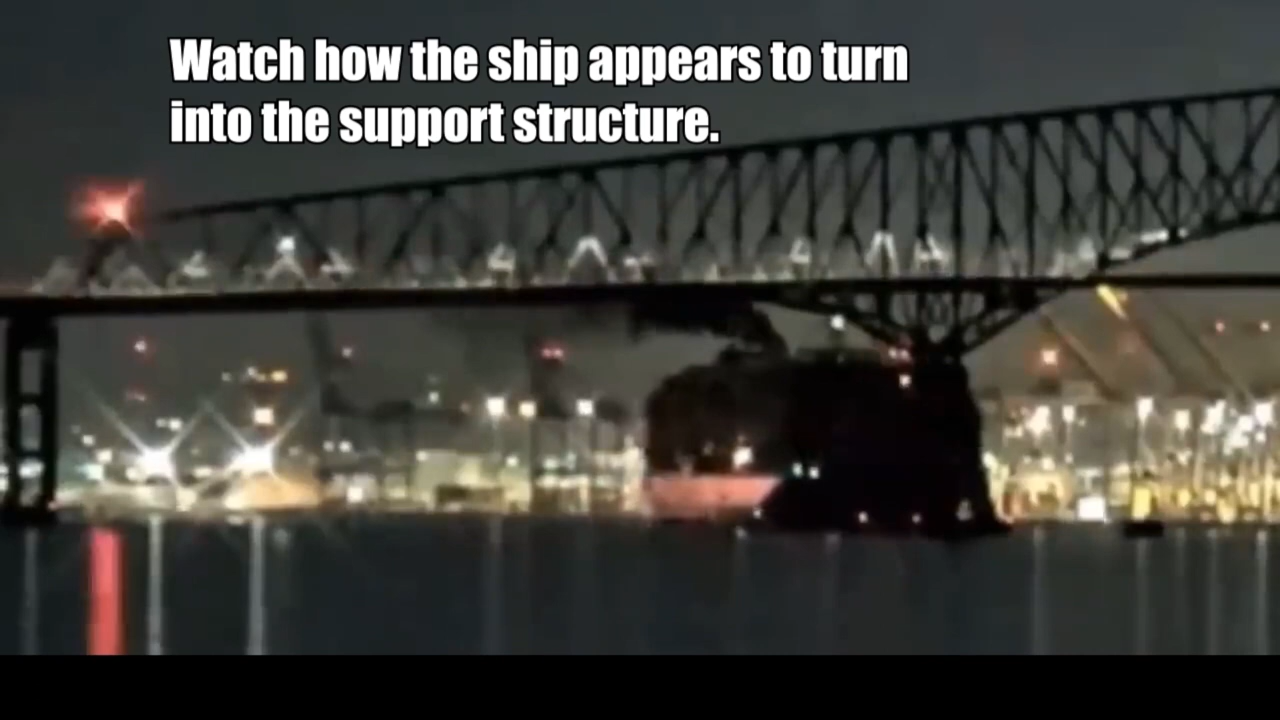 Watch how the ship appears to turn
into the support structure.